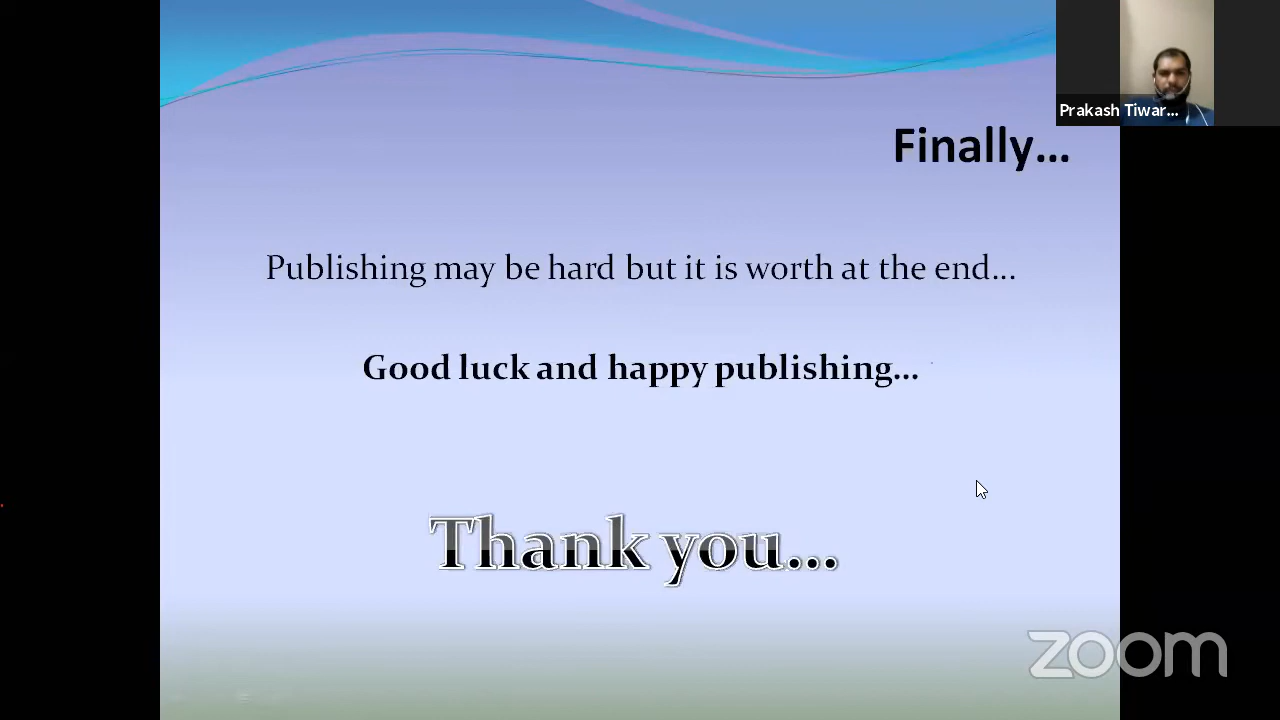 Prakash Tiwar...
Finally...
Publishing may be hard but it is worth at the end...
Good luck and happy publishing...
Thank you...
zoom